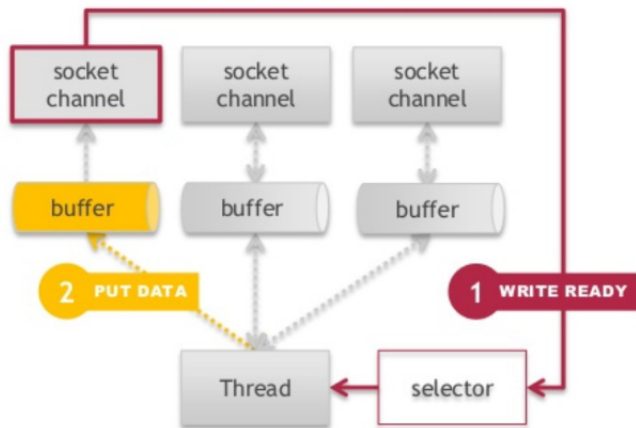 socket
channel
socket
channel
socket
channel
buffer
buffer
buffer
2 PUT DATA
1 WRITE READY
Thread
selector